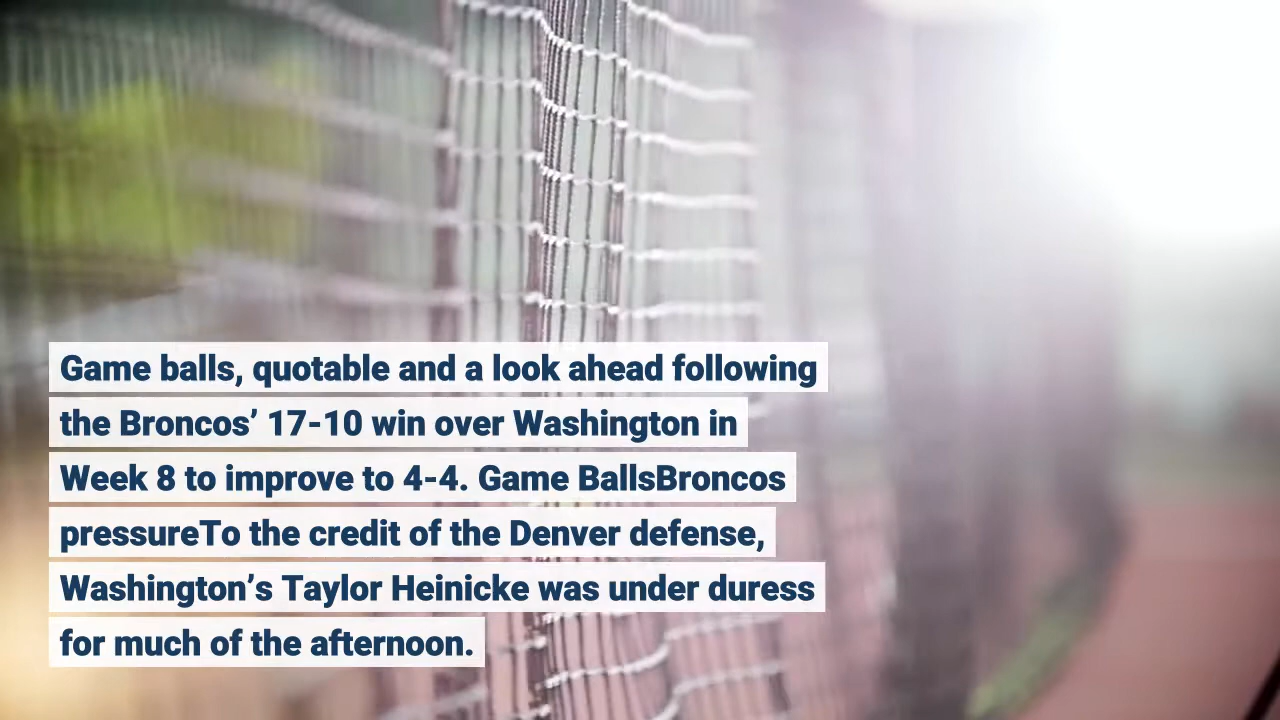 Game balls, quotable and a look ahead following
the Broncos’ 17-10 win over Washington in
Week 8 to improve to 4-4. Game BallsBroncos
pressureTo the credit of the Denver defense,
Washington’s Taylor Heinicke was under duress
for much of the afternoon.